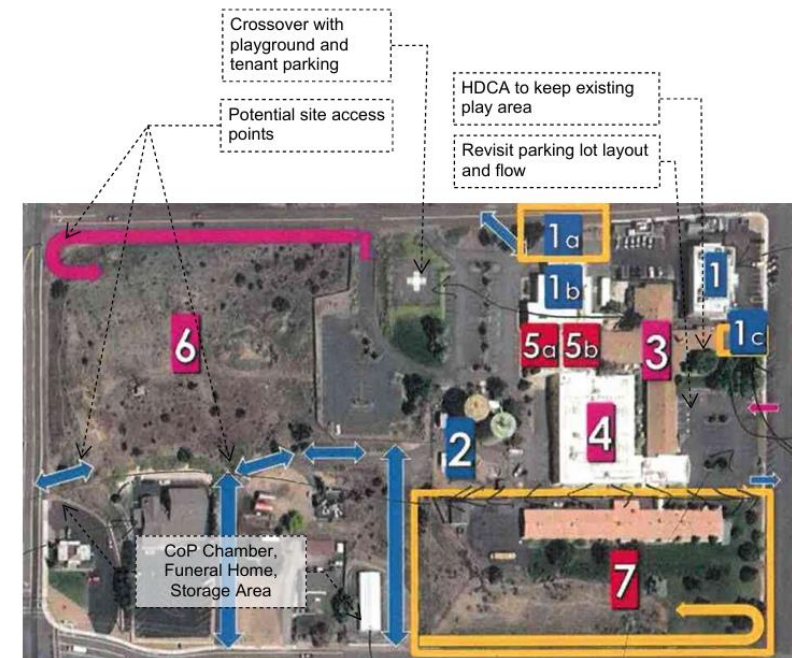 Crossover with
playground and
tenant parking
HDCA to keep existing
play area
Potential site access
points
Revisit parking lot layout
and flow
1a
1
1b
1c
5a 5b
3
6
4
2
CoP Chamber,
Funeral Home,
Storage Area
7